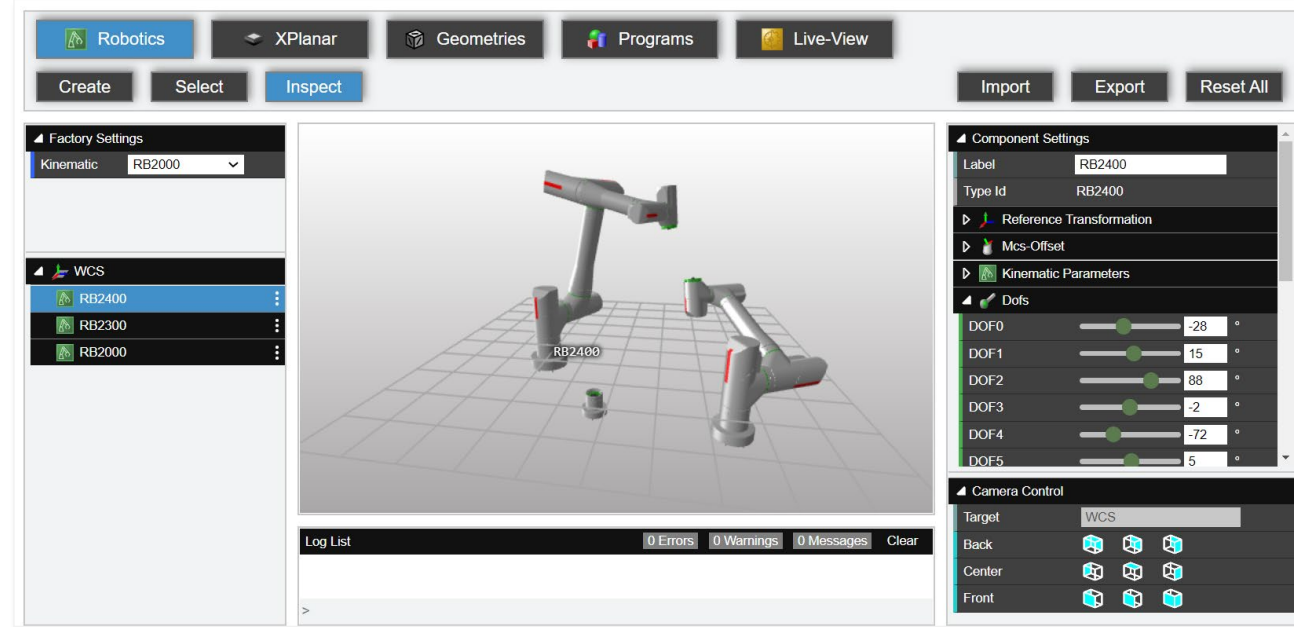 Robotics XPlanar Geometries Programs Live-View
Create Select Inspect Import Export Reset All
Factory Settings
Kinematic RB2000
WCS
RB2400
RB2300
RB2000
RB2400
Log List 0 Errors 0 Warnings 0 Messages Clear
>
Component Settings
Label RB2400
Type Id RB2400
Reference Transformation
Mcs-Offset
Kinematic Parameters
Dofs
DOF0 -28 °
DOF1 15 °
DOF2 88 °
DOF3 -2 °
DOF4 -72 °
DOF5 5 °
Camera Control
Target WCS
Back
Center
Front